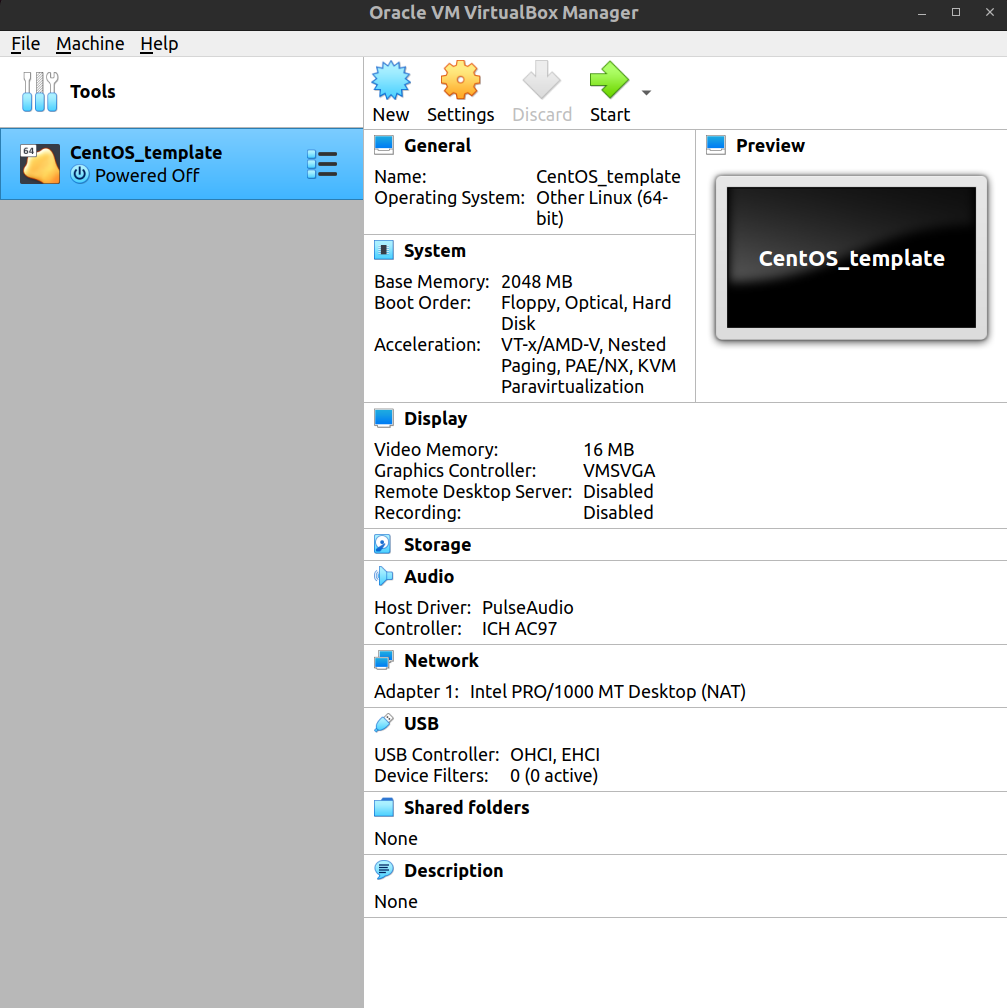 Oracle VM VirtualBox Manager
File Machine Help
Tools
New Settings Discard Start
64
CentOS_template
Powered Off
General
Name: CentOS_template
Operating System: Other Linux (64-
bit)
Preview
CentOS_template
System
Base Memory: 2048 MB
Boot Order: Floppy, Optical, Hard
Disk
Acceleration: VT-x/AMD-V, Nested
Paging, PAE/NX, KVM
Paravirtualization
Display
Video Memory: 16 MB
Graphics Controller: VMSVGA
Remote Desktop Server: Disabled
Recording: Disabled
Storage
Audio
Host Driver: PulseAudio
Controller: ICH AC97
Network
Adapter 1: Intel PRO/1000 MT Desktop (NAT)
USB
USB Controller: OHCI, EHCI
Device Filters: 0 (0 active)
Shared folders
None
Description
None